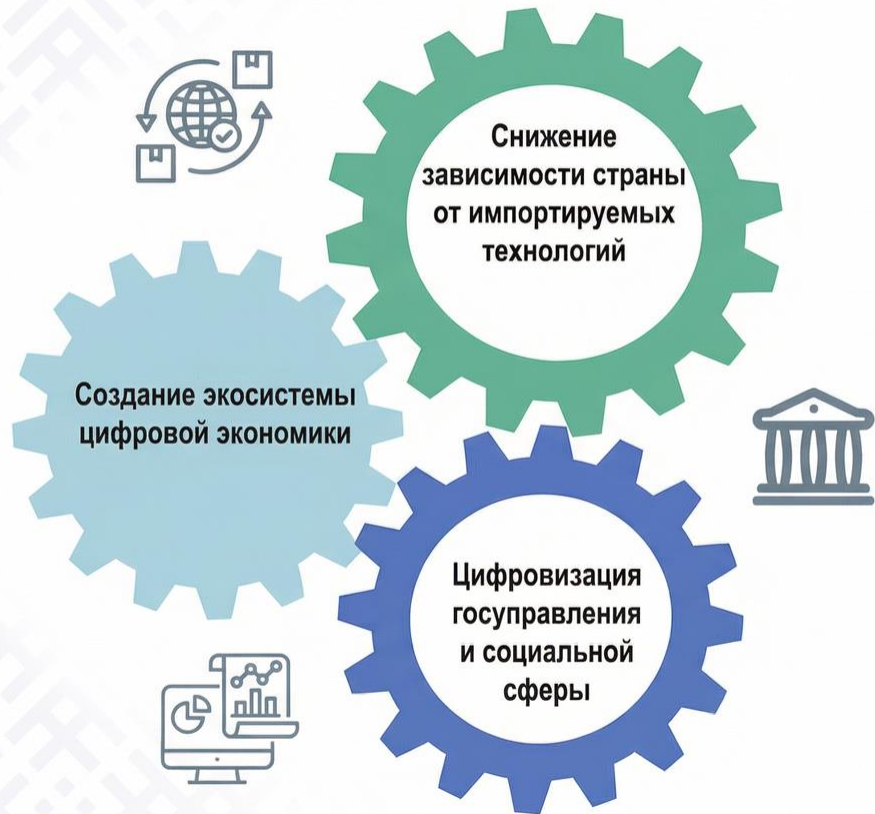 Снижение
зависимости страны
от импортируемых
технологий
Создание экосистемы
цифровой экономики
Цифровизация
госуправления
и социальной
сферы